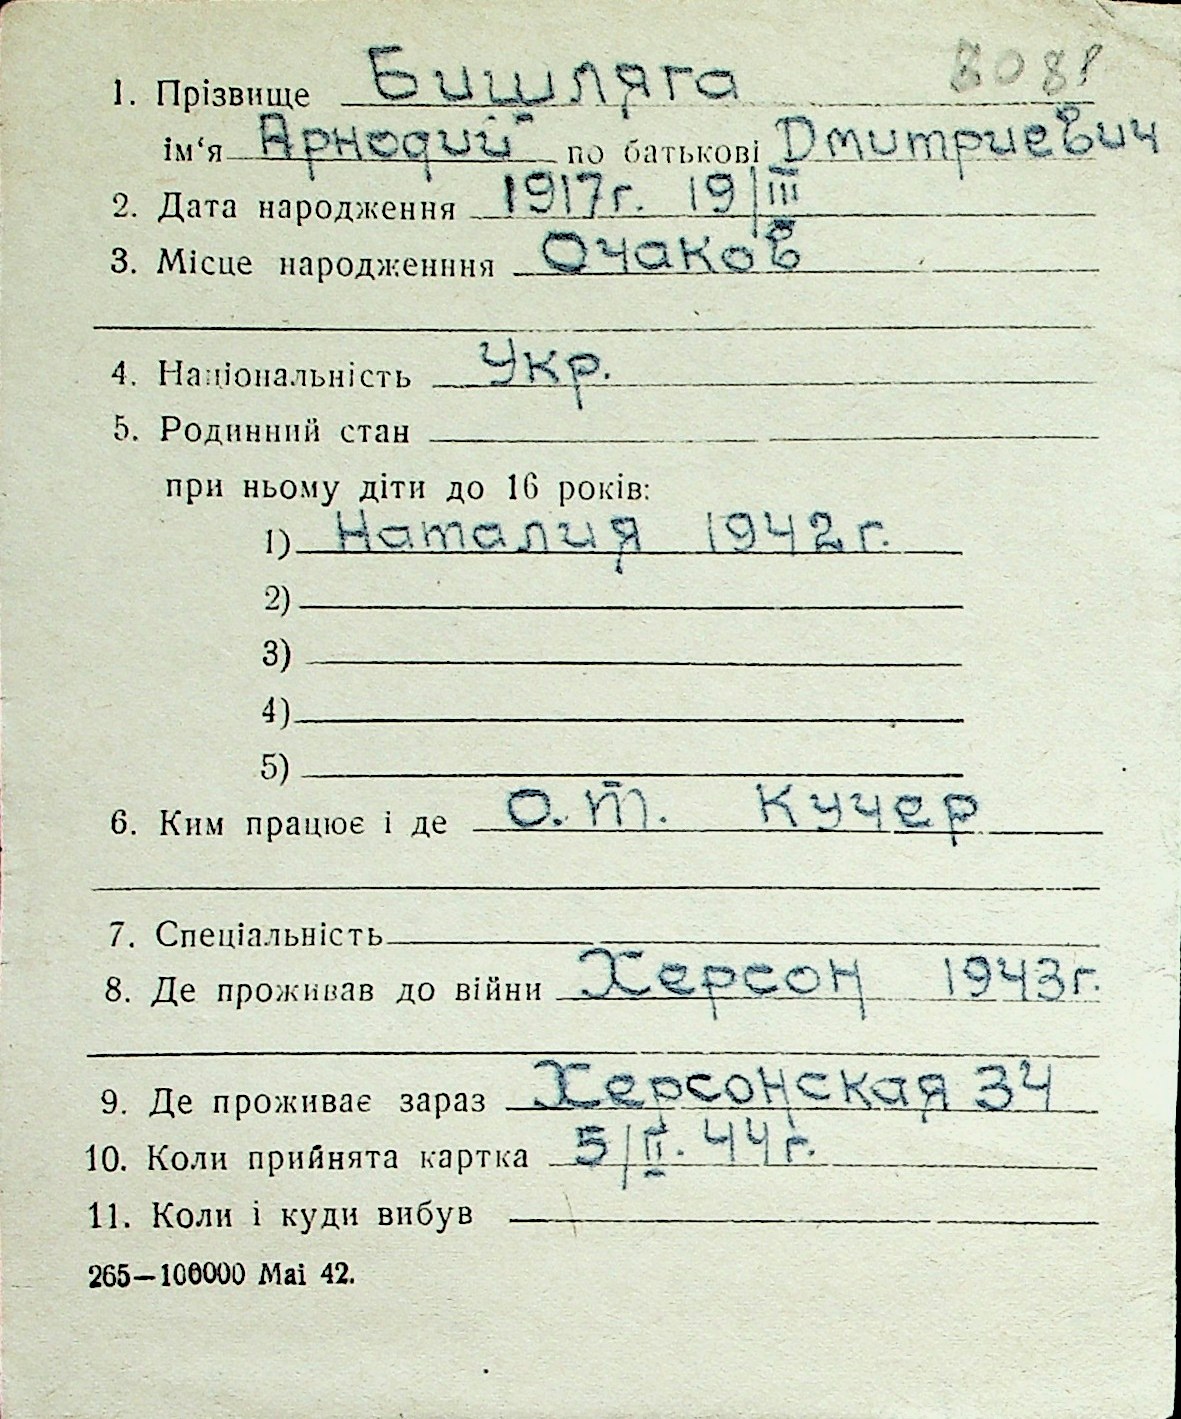 8081
1. Прізвище Бишляга
ім‘я Арнодий по батькові Дмитриевич
2. Дата народження 1917г. 19/III
3. Місце народженння Очаков
4. Національність Укр.
5. Родинний стан
при ньому діти до 16 років:
1) Наталия 1942г.
2)
3)
4)
5)
6. Ким працює і де О.Т. Кучер
7. Спеціальність
8. Де проживав до війни Херсон 1943г.
9. Де проживає зараз Херсонская 34
10. Коли прийнята картка 5/II. 44г.
11. Коли і куди вибув
265—100000 Mai 42.